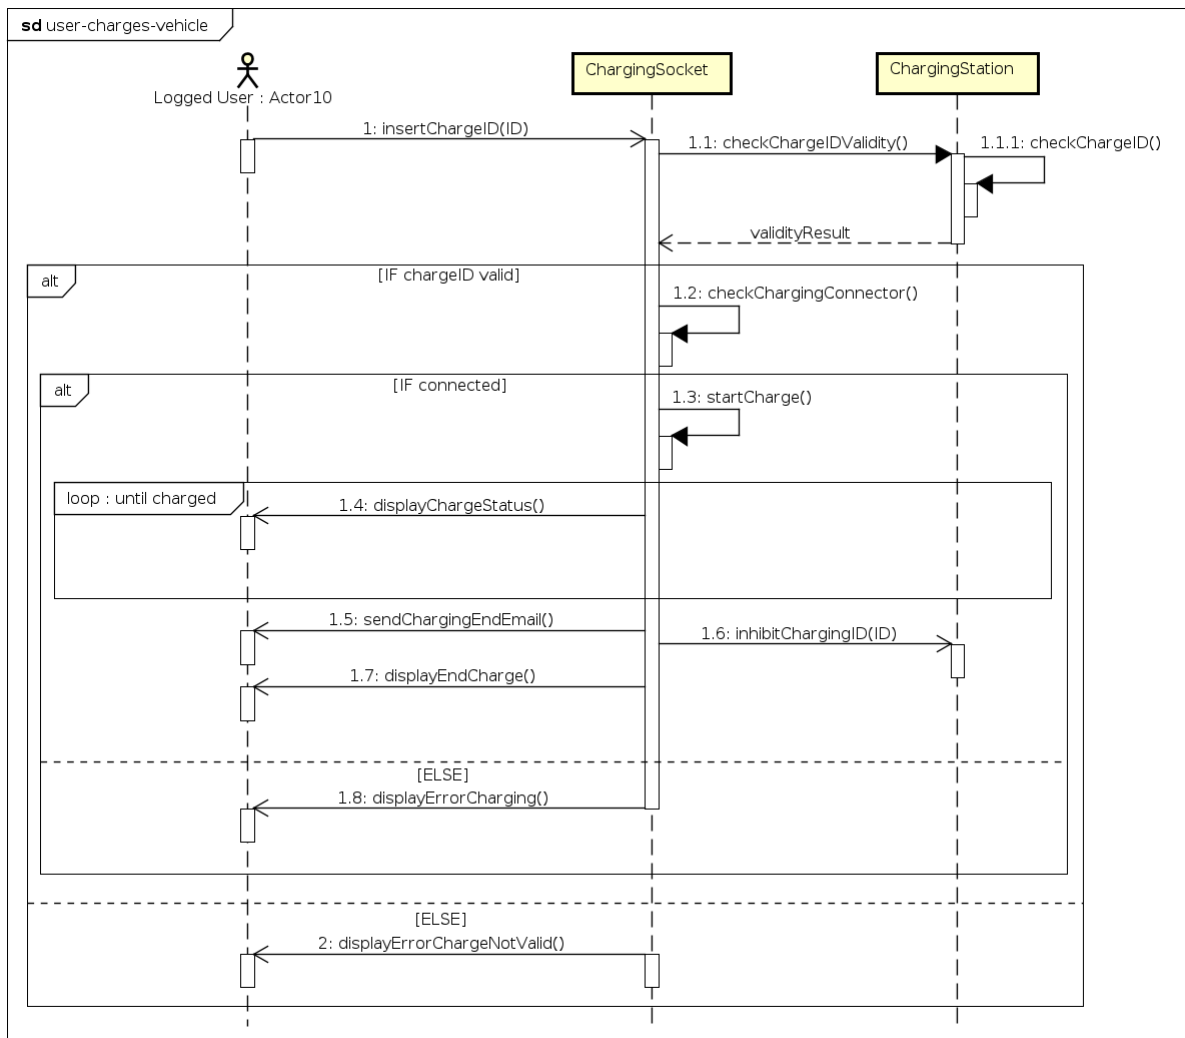 sd user-charges-vehicle
Logged User : Actor10
ChargingSocket
ChargingStation
1: insertChargeID(ID)
1.1: checkChargeIDValidity()
1.1.1: checkChargeID()
validityResult
alt
[IF chargeID valid]
1.2: checkChargingConnector()
alt
[IF connected]
1.3: startCharge()
loop : until charged
1.4: displayChargeStatus()
1.5: sendChargingEndEmail()
1.6: inhibitChargingID(ID)
1.7: displayEndCharge()
[ELSE]
1.8: displayErrorCharging()
[ELSE]
2: displayErrorChargeNotValid()